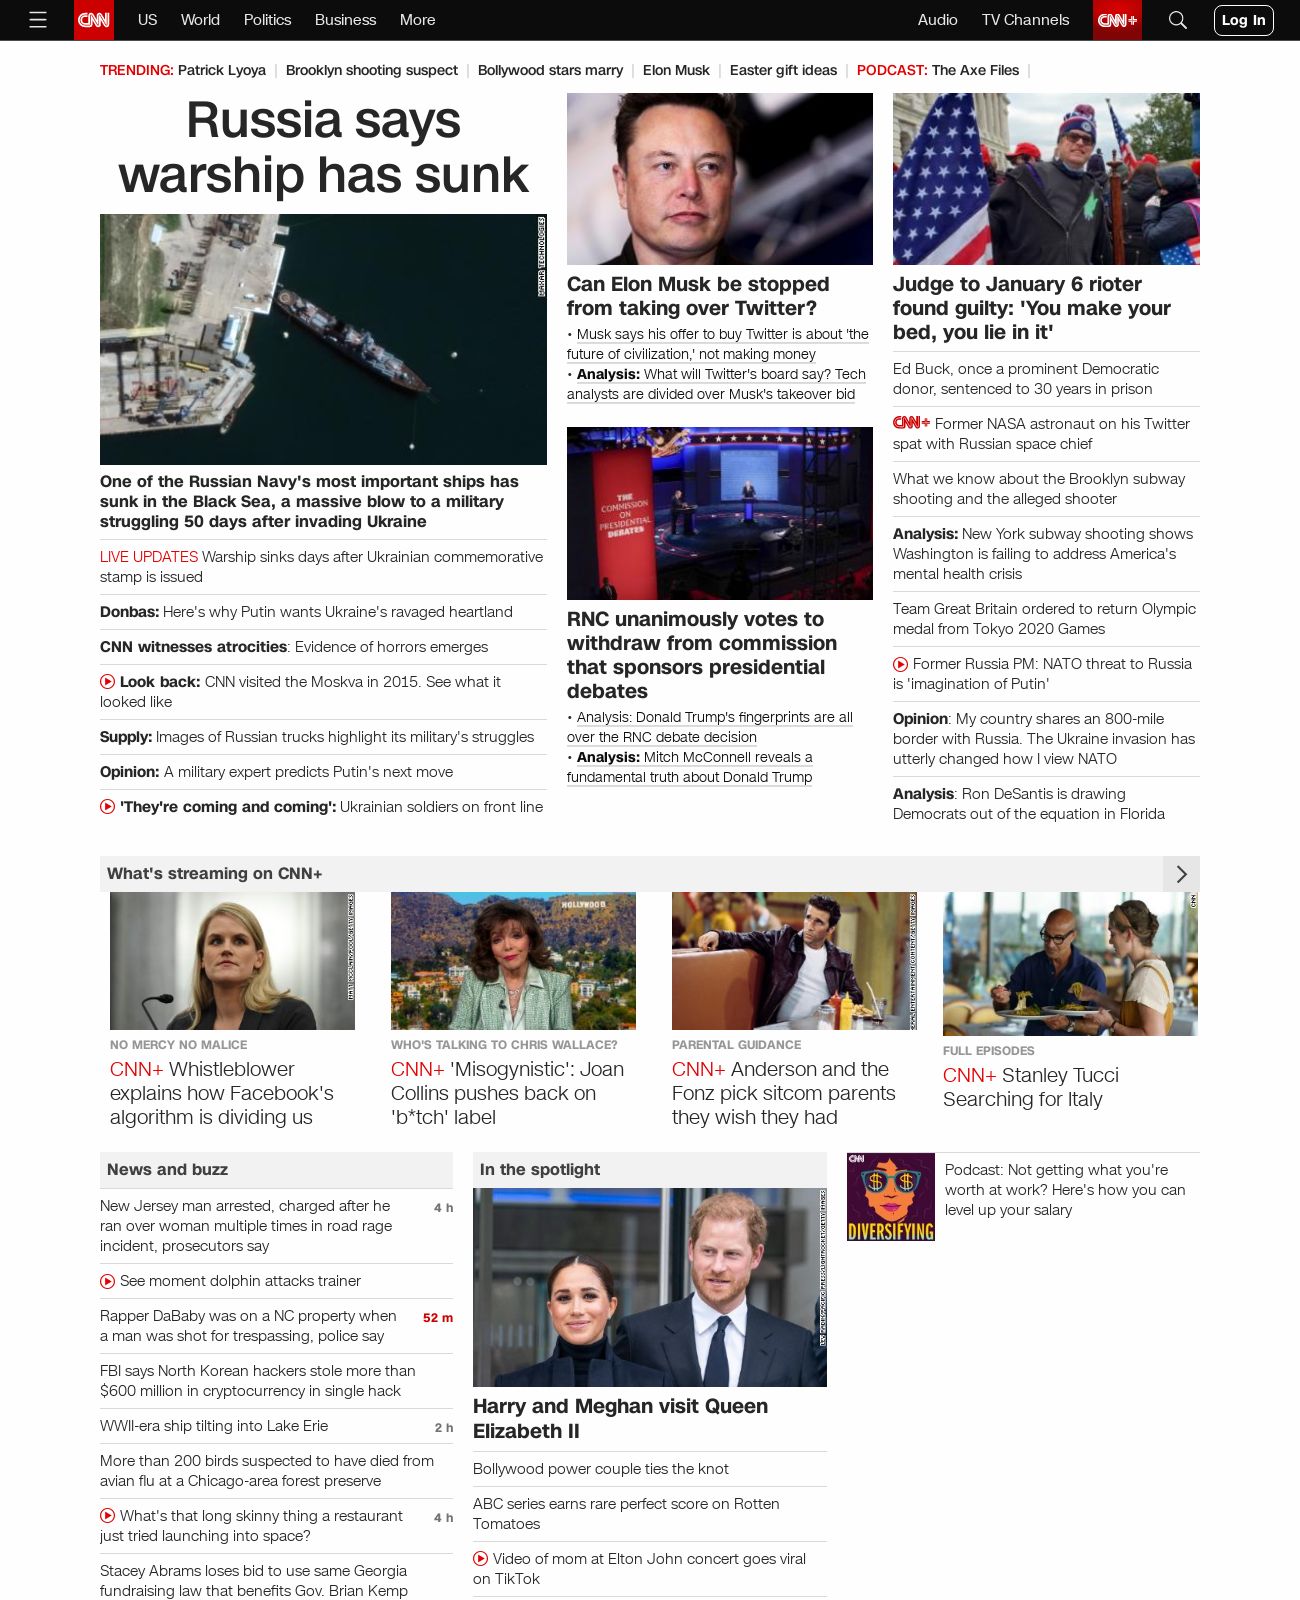 CNN US World Politics Business More Audio TV Channels CNN+ Log In
TRENDING: Patrick Lyoya Brooklyn shooting suspect Bollywood stars marry Elon Musk Easter gift ideas PODCAST: The Axe Files
Russia says
warship has sunk
MAXAR TECHNOLOGIES
One of the Russian Navy's most important ships has
sunk in the Black Sea, a massive blow to a military
struggling 50 days after invading Ukraine
LIVE UPDATES Warship sinks days after Ukrainian commemorative
stamp is issued
Donbas: Here's why Putin wants Ukraine's ravaged heartland
CNN witnesses atrocities: Evidence of horrors emerges
Look back: CNN visited the Moskva in 2015. See what it
looked like
Supply: Images of Russian trucks highlight its military's struggles
Opinion: A military expert predicts Putin's next move
'They're coming and coming': Ukrainian soldiers on front line
Can Elon Musk be stopped
from taking over Twitter?
• Musk says his offer to buy Twitter is about 'the
future of civilization,' not making money
• Analysis: What will Twitter's board say? Tech
analysts are divided over Musk's takeover bid
THE
COMMISSION
ON
PRESIDENTIAL
DEBATES
RNC unanimously votes to
withdraw from commission
that sponsors presidential
debates
• Analysis: Donald Trump's fingerprints are all
over the RNC debate decision
• Analysis: Mitch McConnell reveals a
fundamental truth about Donald Trump
Judge to January 6 rioter
found guilty: 'You make your
bed, you lie in it'
Ed Buck, once a prominent Democratic
donor, sentenced to 30 years in prison
CNN+ Former NASA astronaut on his Twitter
spat with Russian space chief
What we know about the Brooklyn subway
shooting and the alleged shooter
Analysis: New York subway shooting shows
Washington is failing to address America's
mental health crisis
Team Great Britain ordered to return Olympic
medal from Tokyo 2020 Games
Former Russia PM: NATO threat to Russia
is 'imagination of Putin'
Opinion: My country shares an 800-mile
border with Russia. The Ukraine invasion has
utterly changed how I view NATO
Analysis: Ron DeSantis is drawing
Democrats out of the equation in Florida
What's streaming on CNN+
NO MERCY NO MALICE
CNN+ Whistleblower
explains how Facebook's
algorithm is dividing us
HOLLYWOOD
WHO'S TALKING TO CHRIS WALLACE?
CNN+ 'Misogynistic': Joan
Collins pushes back on
'b*tch' label
PARENTAL GUIDANCE
CNN+ Anderson and the
Fonz pick sitcom parents
they wish they had
CNN
FULL EPISODES
CNN+ Stanley Tucci
Searching for Italy
News and buzz
New Jersey man arrested, charged after he 4 h
ran over woman multiple times in road rage
incident, prosecutors say
See moment dolphin attacks trainer
Rapper DaBaby was on a NC property when 52 m
a man was shot for trespassing, police say
FBI says North Korean hackers stole more than
$600 million in cryptocurrency in single hack
WWII-era ship tilting into Lake Erie 2 h
More than 200 birds suspected to have died from
avian flu at a Chicago-area forest preserve
What's that long skinny thing a restaurant 4 h
just tried launching into space?
Stacey Abrams loses bid to use same Georgia
fundraising law that benefits Gov. Brian Kemp
In the spotlight
Harry and Meghan visit Queen
Elizabeth II
Bollywood power couple ties the knot
ABC series earns rare perfect score on Rotten
Tomatoes
Video of mom at Elton John concert goes viral
on TikTok
CNN
$ $
DIVERSIFYING
Podcast: Not getting what you're
worth at work? Here's how you can
level up your salary